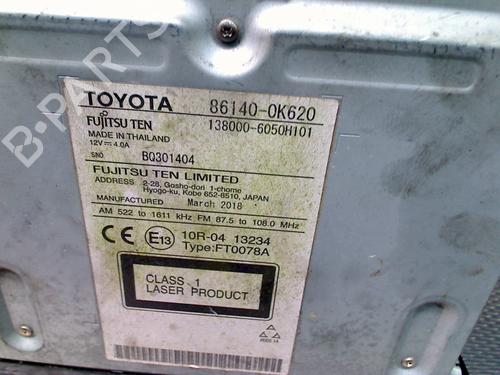 B-PARTS
TOYOTA 86140-0K620
FUJITSU TEN 138000-6050H101
MADE IN THAILAND
12V 4.0A
SNO B0301404
FUJITSU TEN LIMITED
ADDRESS 2-28, Gosho-dori 1-chome
Hyogo-ku, Kobe 652-8510, JAPAN
MANUFACTURED March 2018
AM 522 to 1611 kHz FM 87.5 to 108.0 MHz
CE E13 10R-04 13234
Type:FT0078A
CLASS 1
LASER PRODUCT